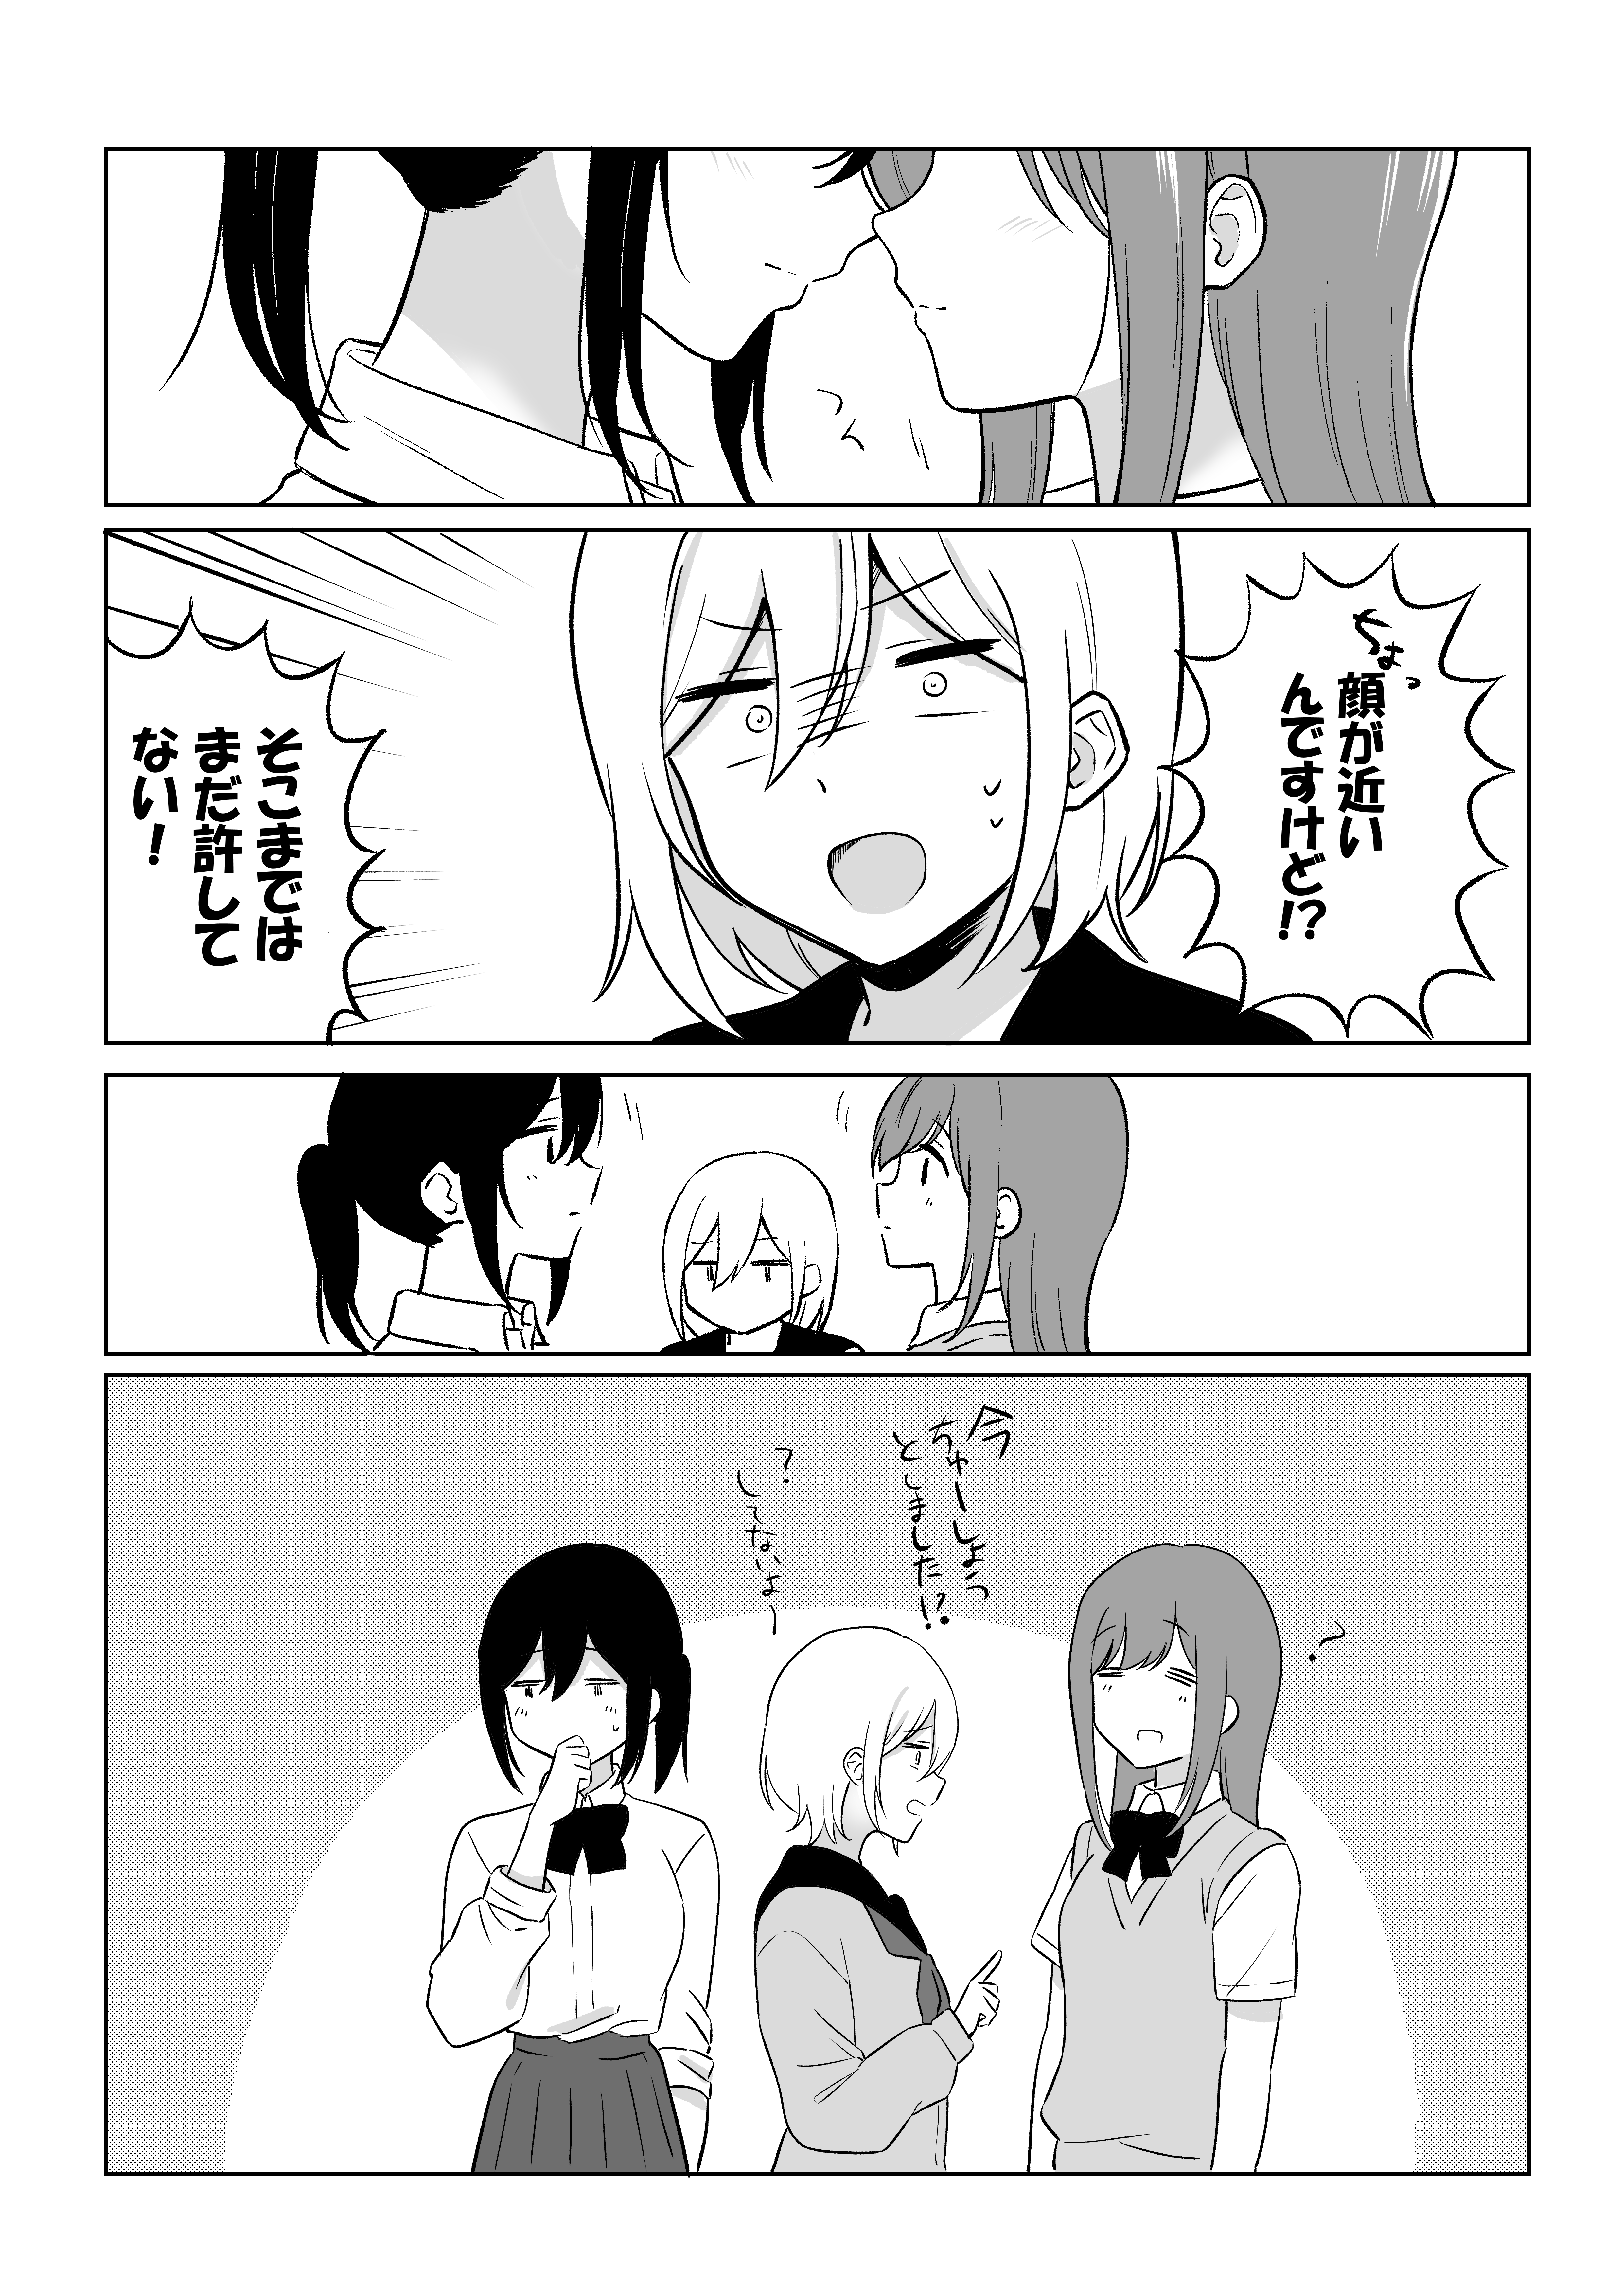 ちょっ
顔が近い
んですけど!?
そこまでは
まだ許して
ない！
今
ちゅーしよう
としました!?
?
してないよ〜
?